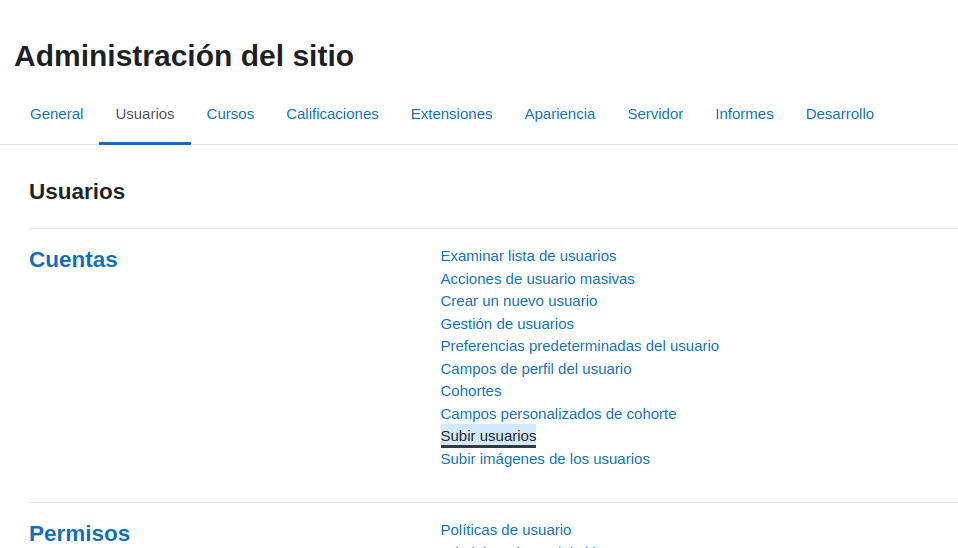 Administración del sitio
General Usuarios Cursos Calificaciones Extensiones Apariencia Servidor Informes Desarrollo
Usuarios
Cuentas
Examinar lista de usuarios
Acciones de usuario masivas
Crear un nuevo usuario
Gestión de usuarios
Preferencias predeterminadas del usuario
Campos de perfil del usuario
Cohortes
Campos personalizados de cohorte
Subir usuarios
Subir imágenes de los usuarios
Permisos
Políticas de usuario